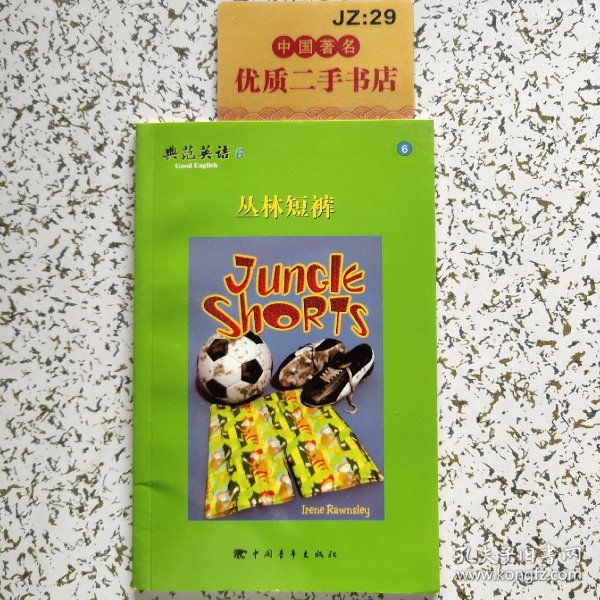 JZ:29
中国著名
优质二手书店
典范英语 6
Good English
6
丛林短裤
Jungle
Shorts
Irene Rawnsley
中国青年出版社
孔夫子旧书网
www.kongfz.com